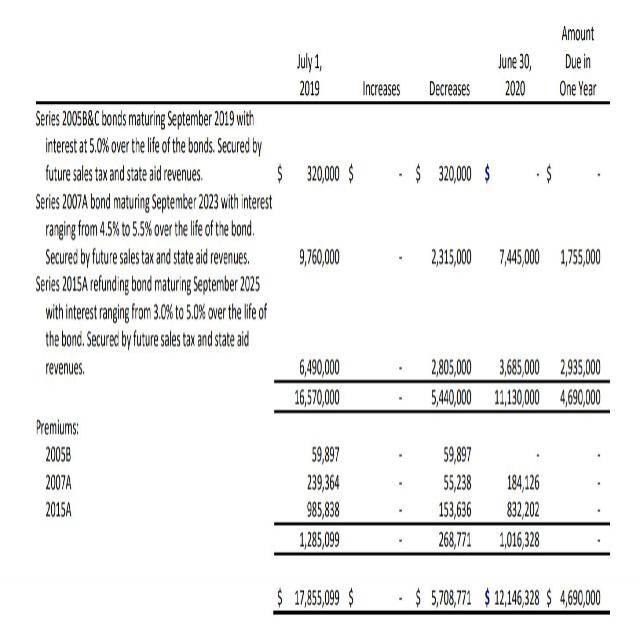 Amount
July 1, June 30, Due in
2019 Increases Decreases 2020 One Year
Series 2005B&C bonds maturing September 2019 with
interest at 5.0% over the life of the bonds. Secured by
future sales tax and state aid revenues. $ 320,000 $ - $ 320,000 $ - $ -
Series 2007A bond maturing September 2023 with interest
ranging from 4.5% to 5.5% over the life of the bond.
Secured by future sales tax and state aid revenues. 9,760,000 - 2,315,000 7,445,000 1,755,000
Series 2015A refunding bond maturing September 2025
with interest ranging from 3.0% to 5.0% over the life of
the bond. Secured by future sales tax and state aid
revenues. 6,490,000 - 2,805,000 3,685,000 2,935,000
16,570,000 - 5,440,000 11,130,000 4,690,000
Premiums:
2005B 59,897 - 59,897 - -
2007A 239,364 - 55,238 184,126 -
2015A 985,838 - 153,636 832,202 -
1,285,099 - 268,771 1,016,328 -
$ 17,855,099 $ - $ 5,708,771 $ 12,146,328 $ 4,690,000